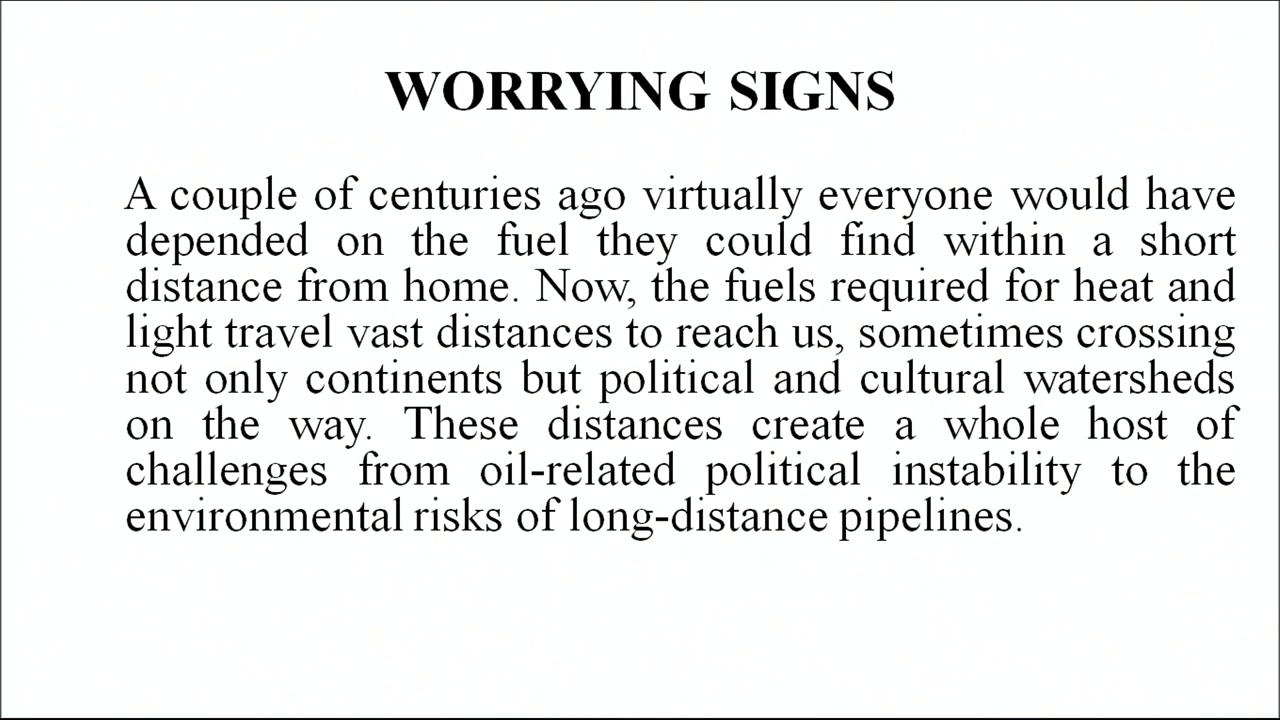 WORRYING SIGNS
A couple of centuries ago virtually everyone would have
depended on the fuel they could find within a short
distance from home. Now, the fuels required for heat and
light travel vast distances to reach us, sometimes crossing
not only continents but political and cultural watersheds
on the way. These distances create a whole host of
challenges from oil-related political instability to the
environmental risks of long-distance pipelines.